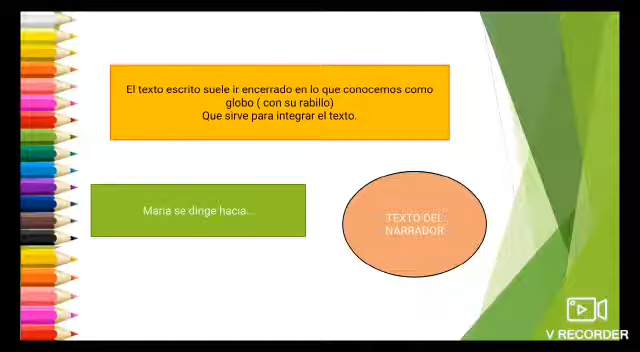 El texto escrito suele ir encerrado en lo que conocemos como
globo ( con su rabillo)
Que sirve para integrar el texto.
Maria se dirige hacia...
TEXTO DEL
NARRADOR
V RECORDER